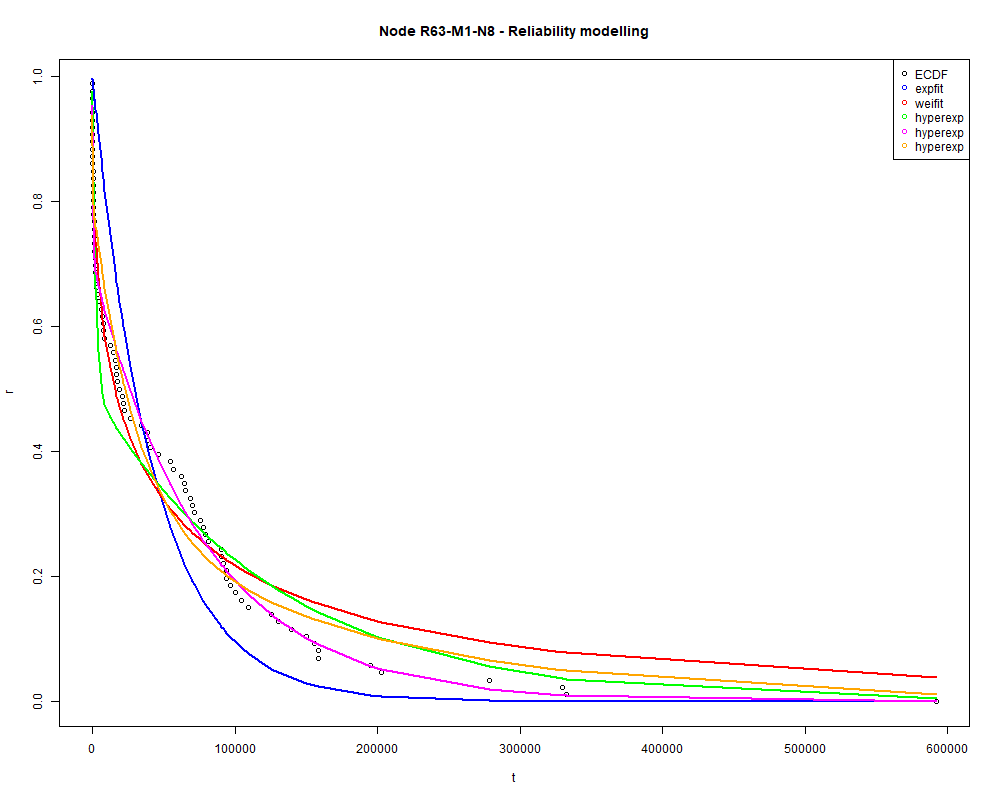 Node R63-M1-N8 - Reliability modelling
ECDF
expfit
weifit
hyperexp
hyperexp
hyperexp
1.0
0.8
0.6
0.4
0.2
0.0
r
0 100000 200000 300000 400000 500000 600000
t